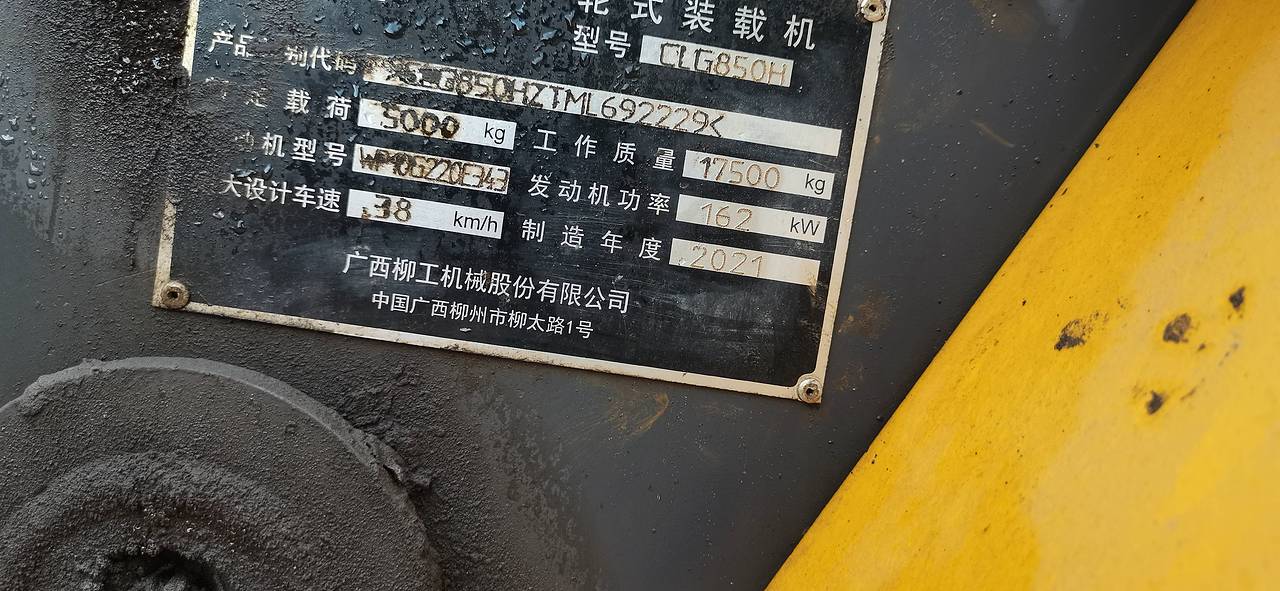 轮式装载机
型号 CLG850H
产品 别代码 CLG850HZTML692229<
定载荷 5000 kg 工作质量 17500 kg
机型号 WP10G220E343 发动机功率 162 kW
大设计车速 38 km/h 制造年度 2021
广西柳工机械股份有限公司
中国广西柳州市柳太路1号